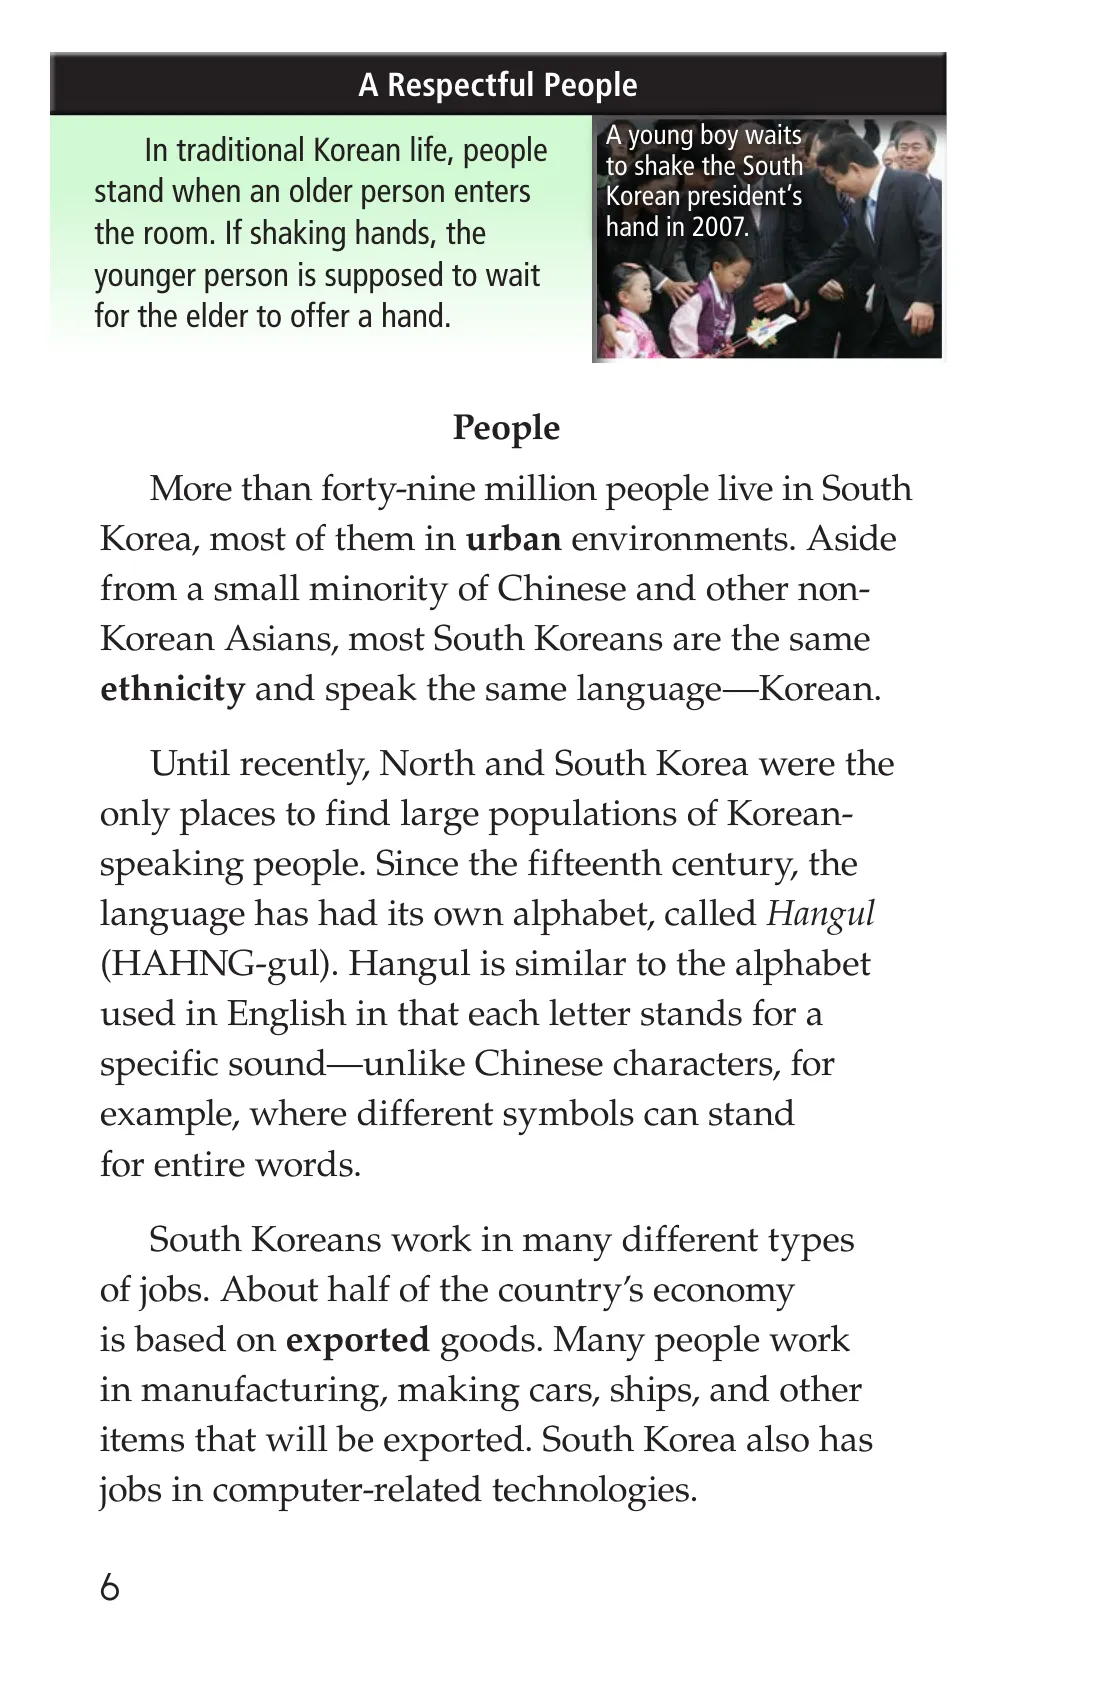 A Respectful People
In traditional Korean life, people
stand when an older person enters
the room. If shaking hands, the
younger person is supposed to wait
for the elder to offer a hand.
A young boy waits
to shake the South
Korean president’s
hand in 2007.
People
More than forty-nine million people live in South
Korea, most of them in urban environments. Aside
from a small minority of Chinese and other non-
Korean Asians, most South Koreans are the same
ethnicity and speak the same language—Korean.
Until recently, North and South Korea were the
only places to find large populations of Korean-
speaking people. Since the fifteenth century, the
language has had its own alphabet, called Hangul
(HAHNG-gul). Hangul is similar to the alphabet
used in English in that each letter stands for a
specific sound—unlike Chinese characters, for
example, where different symbols can stand
for entire words.
South Koreans work in many different types
of jobs. About half of the country’s economy
is based on exported goods. Many people work
in manufacturing, making cars, ships, and other
items that will be exported. South Korea also has
jobs in computer-related technologies.
6